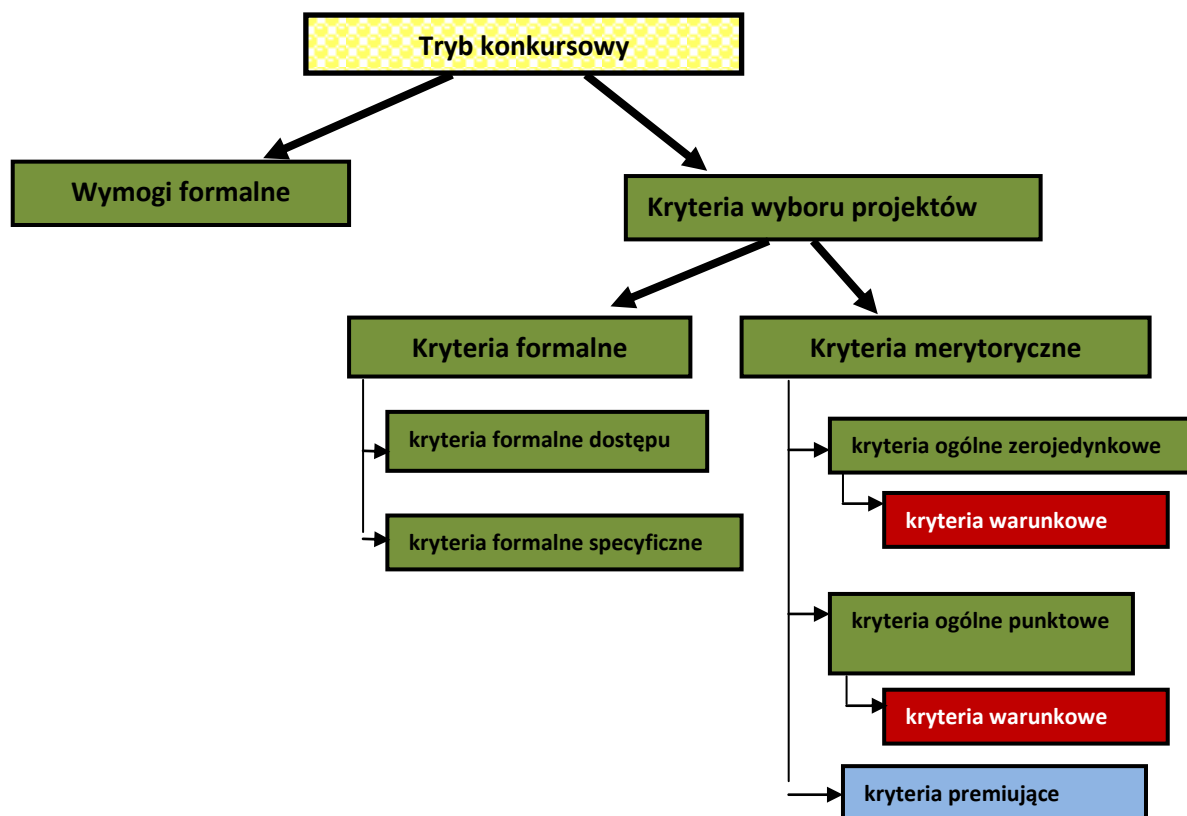 Tryb konkursowy
Wymogi formalne
Kryteria wyboru projektów
Kryteria formalne
Kryteria merytoryczne
kryteria formalne dostępu
kryteria ogólne zerojedynkowe
kryteria warunkowe
kryteria formalne specyficzne
kryteria ogólne punktowe
kryteria warunkowe
kryteria premiujące